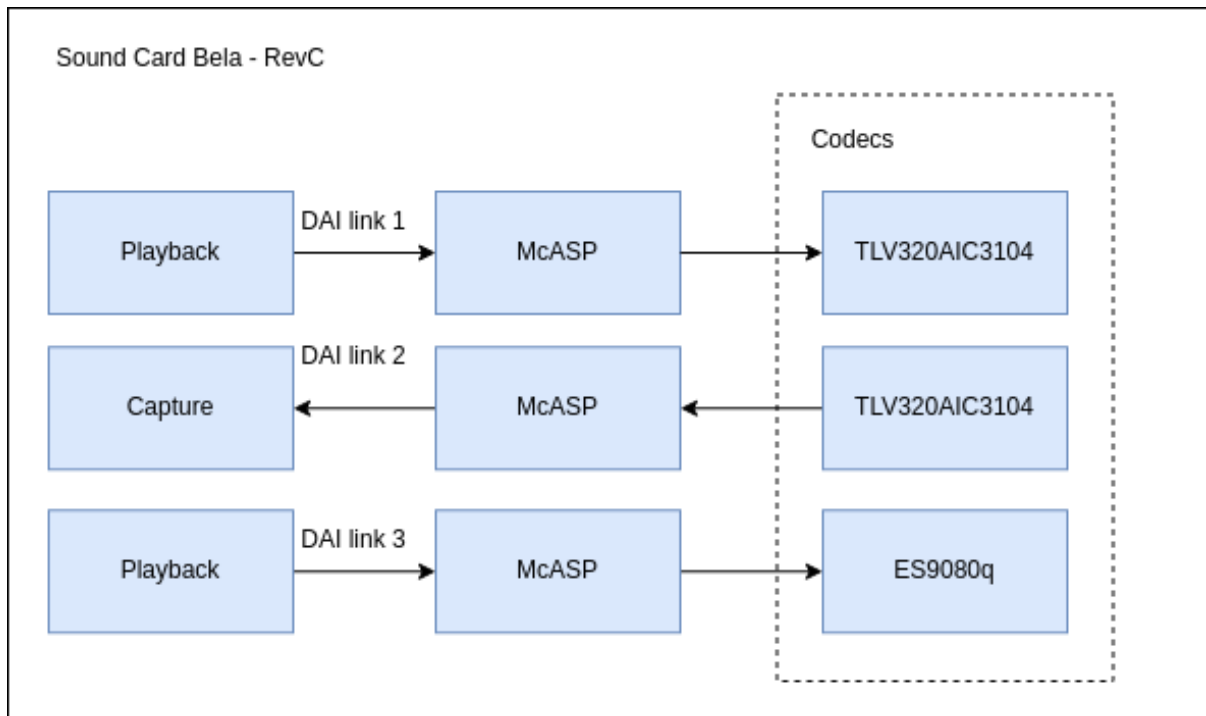 Sound Card Bela - RevC
Codecs
Playback
DAI link 1
McASP
TLV320AIC3104
Capture
DAI link 2
McASP
TLV320AIC3104
Playback
DAI link 3
McASP
ES9080q